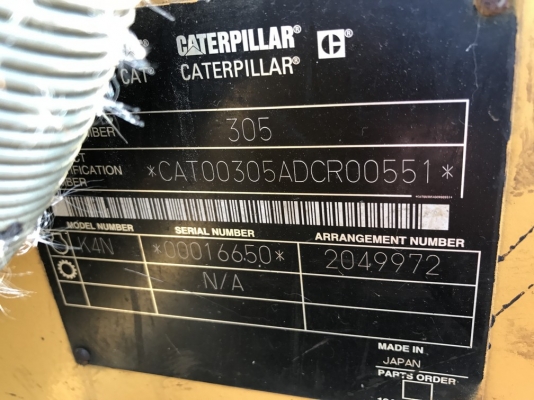 CATERPILLAR®
CAT® CATERPILLAR®
305
*CAT00305ADCR00551*
MODEL NUMBER SERIAL NUMBER ARRANGEMENT NUMBER
K4N *00016650* 2049972
N/A
MADE IN
JAPAN
PARTS ORDER